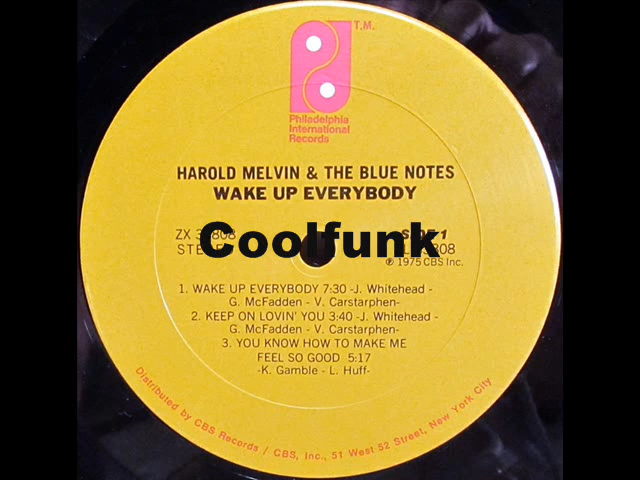 T.M.
Philadelphia
International
Records
HAROLD MELVIN & THE BLUE NOTES
WAKE UP EVERYBODY
Coolfunk
ZX
1
808
℗ 1975 CBS Inc.
1. WAKE UP EVERYBODY 7:30 -J. Whitehead -
G. McFadden - V. Carstarphen-
2. KEEP ON LOVIN' YOU 3:40 -J. Whitehead -
G. McFadden - V. Carstarphen-
3. YOU KNOW HOW TO MAKE ME
FEEL SO GOOD 5:17
-K. Gamble - L. Huff-
Distributed by CBS Records / CBS, Inc., 51 West 52 Street, New York City